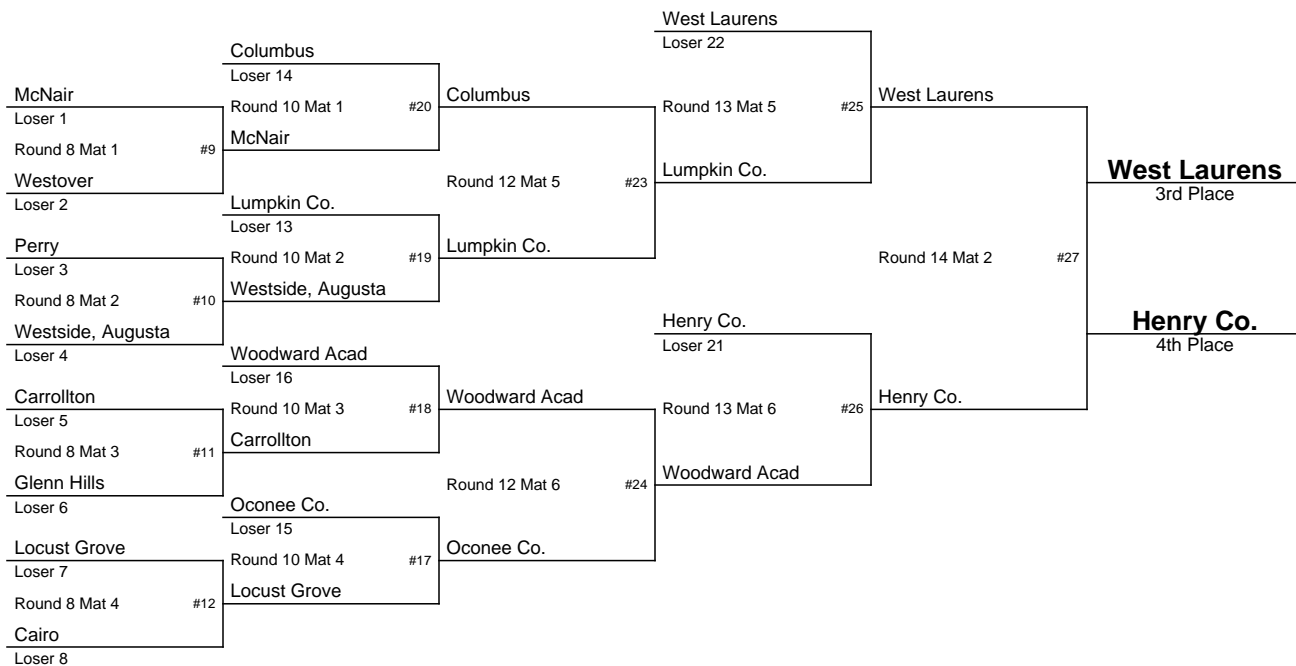 West Laurens
Loser 22
Columbus
Loser 14
McNair
Loser 1
Round 10 Mat 1 #20
Columbus
Round 13 Mat 5 #25
West Laurens
Round 8 Mat 1 #9
McNair
Westover
Loser 2
Round 12 Mat 5 #23
Lumpkin Co.
West Laurens
3rd Place
Lumpkin Co.
Loser 13
Perry
Loser 3
Round 10 Mat 2 #19
Lumpkin Co.
Round 14 Mat 2 #27
Round 8 Mat 2 #10
Westside, Augusta
Westside, Augusta
Loser 4
Henry Co.
Loser 21
Henry Co.
4th Place
Woodward Acad
Loser 16
Carrollton
Loser 5
Round 10 Mat 3 #18
Woodward Acad
Round 13 Mat 6 #26
Henry Co.
Round 8 Mat 3 #11
Carrollton
Glenn Hills
Loser 6
Round 12 Mat 6 #24
Woodward Acad
Oconee Co.
Loser 15
Locust Grove
Loser 7
Round 10 Mat 4 #17
Oconee Co.
Round 8 Mat 4 #12
Locust Grove
Cairo
Loser 8